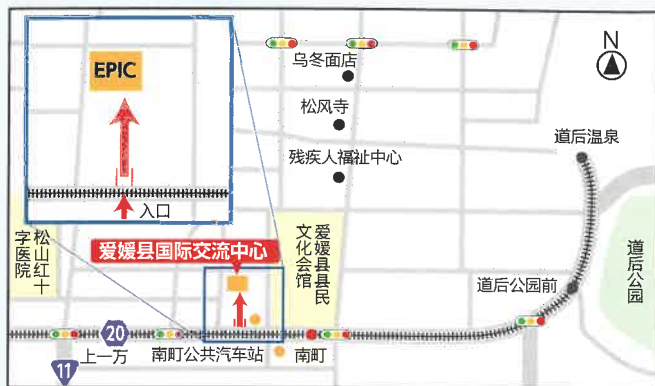 EPIC
入口
乌冬面店
松风寺
残疾人福祉中心
N
道后温泉
道后公园前
道后公园
松山红十
字医院
爱媛县国际交流中心
爱媛县县民
文化会馆
20
11
上一万
南町公共汽车站
南町